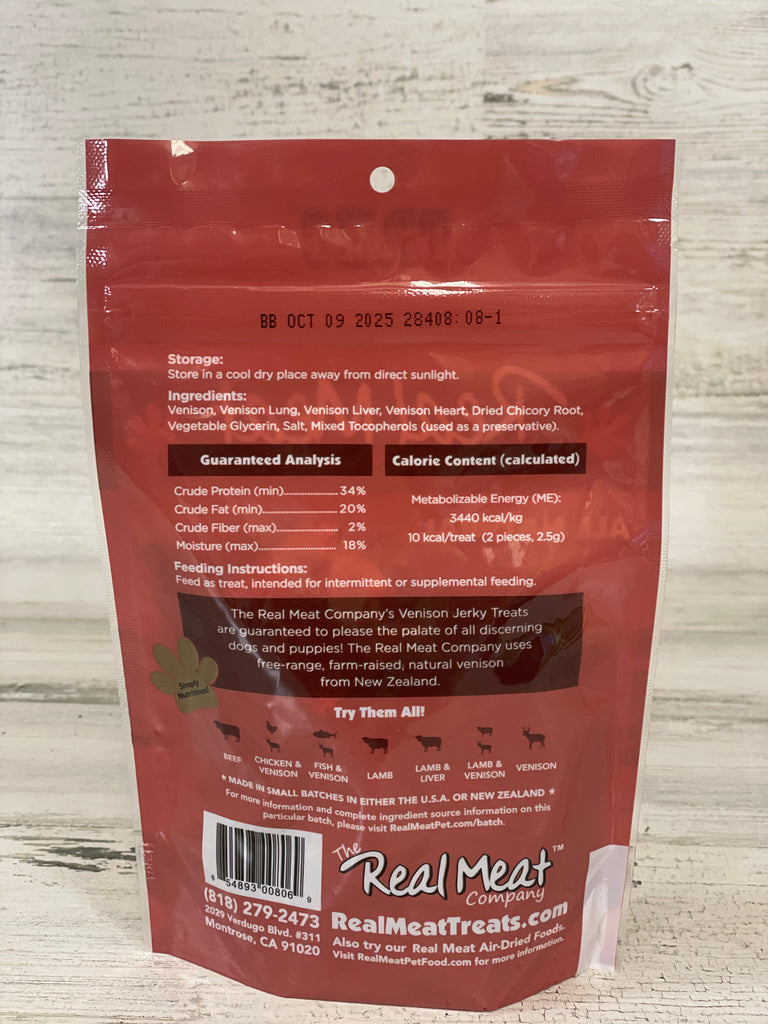 BB OCT 09 2025 28408:08-1
Storage:
Store in a cool dry place away from direct sunlight.
Ingredients:
Venison, Venison Lung, Venison Liver, Venison Heart, Dried Chicory Root,
Vegetable Glycerin, Salt, Mixed Tocopherols (used as a preservative).
Guaranteed Analysis
Crude Protein (min)......................34%
Crude Fat (min)..............................20%
Crude Fiber (max)......................... 2%
Moisture (max)............................... 18%
Calorie Content (calculated)
Metabolizable Energy (ME):
3440 kcal/kg
10 kcal/treat (2 pieces, 2.5g)
Feeding Instructions:
Feed as treat, intended for intermittent or supplemental feeding.
The Real Meat Company's Venison Jerky Treats
are guaranteed to please the palate of all discerning
dogs and puppies! The Real Meat Company uses
free-range, farm-raised, natural venison
from New Zealand.
Simply
Nutritious!
Try Them All!
BEEF
CHICKEN &
VENISON
FISH &
VENISON
LAMB
LAMB &
LIVER
LAMB &
VENISON
VENISON
★ MADE IN SMALL BATCHES IN EITHER THE U.S.A. OR NEW ZEALAND ★
For more information and complete ingredient source information on this
particular batch, please visit RealMeatPet.com/batch.
8 54893 00806 9
(818) 279-2473
2029 Verdugo Blvd. #311
Montrose, CA 91020
The
Real Meat™
Company
RealMeatTreats.com
Also try our Real Meat Air-Dried Foods.
Visit RealMeatPetFood.com for more information.